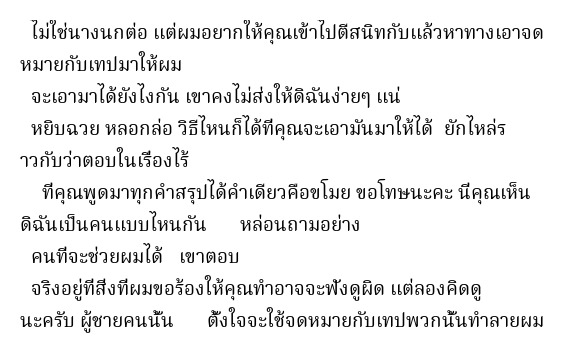 ไม่ใช่นางนกต่อ แต่ผมอยากให้คุณเข้าไปตีสนิทกับแล้วหาทางเอาจด
หมายกับเทปมาให้ผม
จะเอามาได้ยังไงกัน เขาคงไม่ส่งให้ดิฉันง่ายๆ แน่
หยิบฉวย หลอกล่อ วิธีไหนก็ได้ที่คุณจะเอามันมาให้ได้ ยักไหล่ร
าวกับว่าตอบในเรื่องไร้
ที่คุณพูดมาทุกคำสรุปได้คำเดียวคือขโมย ขอโทษนะคะ นี่คุณเห็น
ดิฉันเป็นคนแบบไหนกัน หล่อนถามอย่าง
คนที่จะช่วยผมได้ เขาตอบ
จริงอยู่ที่สิ่งที่ผมขอร้องให้คุณทำอาจจะฟังดูผิด แต่ลองคิดดู
นะครับ ผู้ชายคนนั้น ตั้งใจจะใช้จดหมายกับเทปพวกนั้นทำลายผม